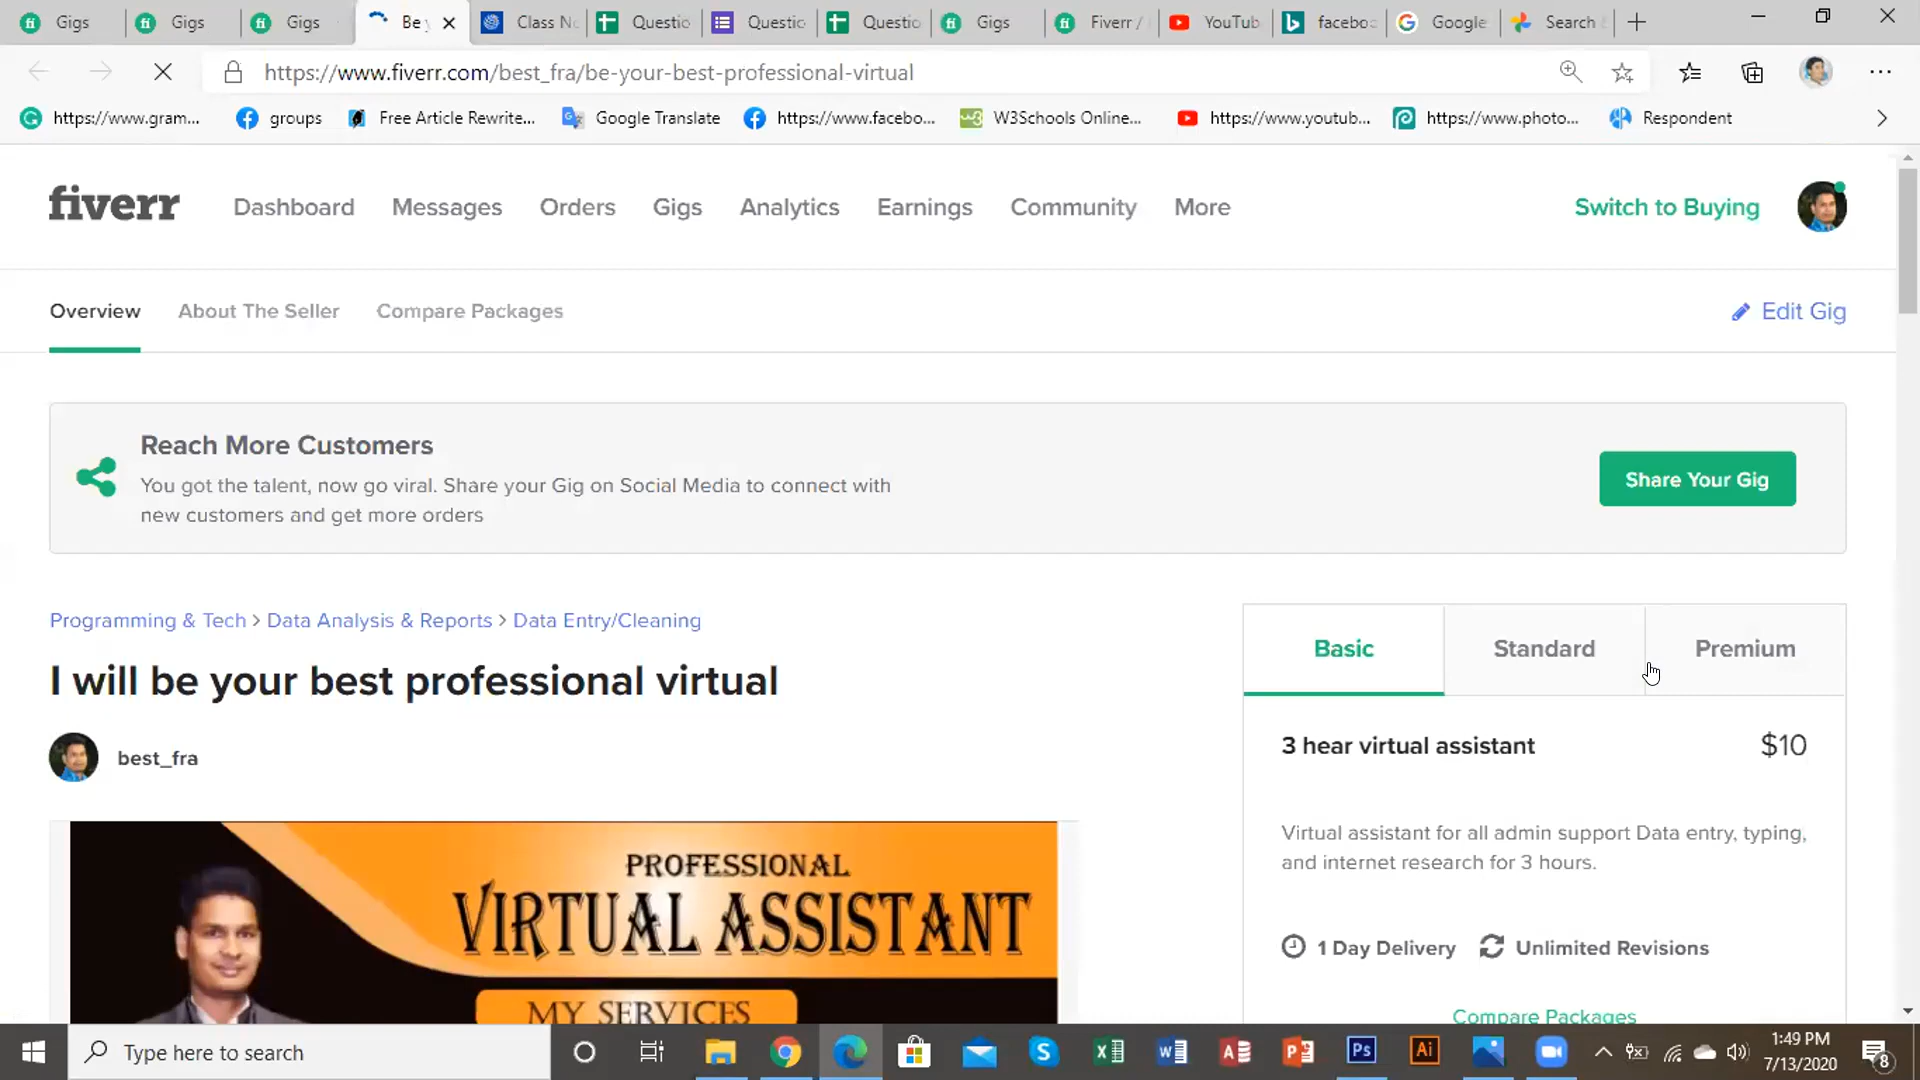 Gigs
Gigs
Gigs
Be y
Class No
Questio
Questio
Questio
Gigs
Fiverr /
YouTub
faceboo
Google
Search
https://www.fiverr.com/best_fra/be-your-best-professional-virtual
https://www.gram...
groups
Free Article Rewrite...
Google Translate
https://www.facebo...
W3Schools Online...
https://www.youtub...
https://www.photo...
Respondent
fiverr
Dashboard
Messages
Orders
Gigs
Analytics
Earnings
Community
More
Switch to Buying
Overview
About The Seller
Compare Packages
Edit Gig
Reach More Customers
You got the talent, now go viral. Share your Gig on Social Media to connect with
new customers and get more orders
Share Your Gig
Programming & Tech > Data Analysis & Reports > Data Entry/Cleaning
I will be your best professional virtual
best_fra
Basic
Standard
Premium
3 hear virtual assistant
$10
Virtual assistant for all admin support Data entry, typing,
and internet research for 3 hours.
1 Day Delivery
Unlimited Revisions
Compare Packages
PROFESSIONAL
VIRTUAL ASSISTANT
MY SERVICES
Type here to search
1:49 PM
7/13/2020
8